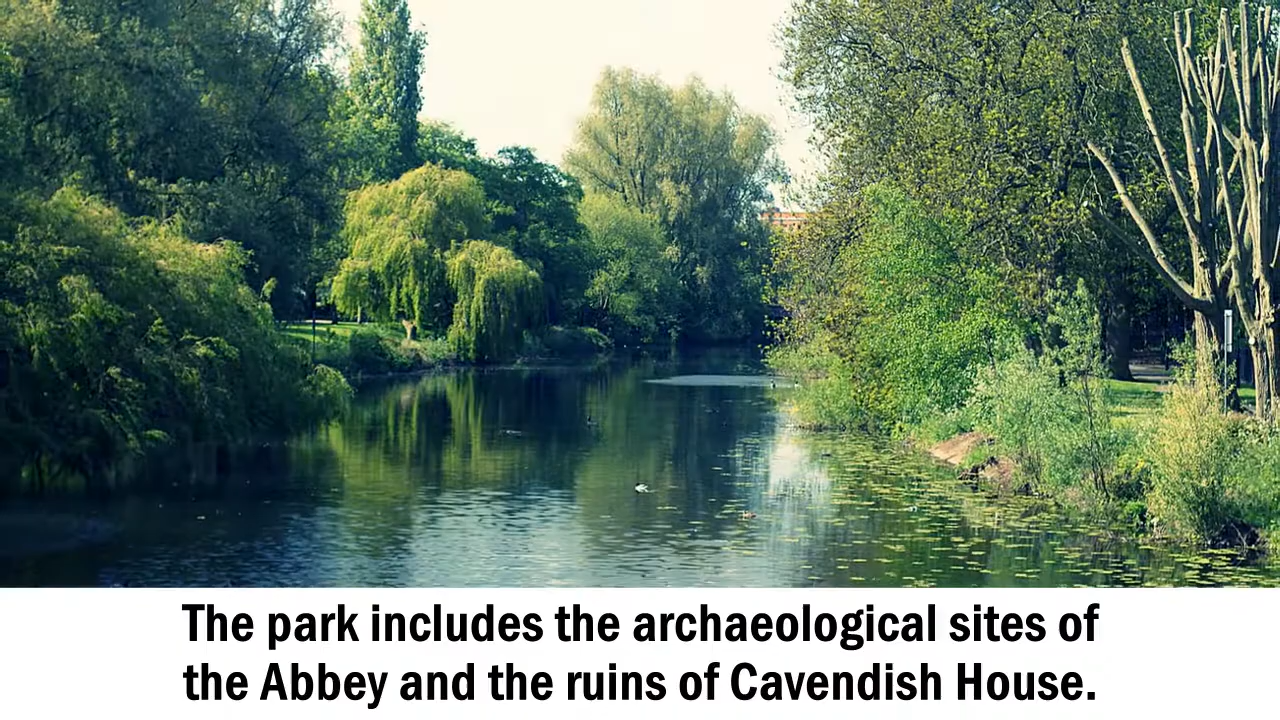 The park includes the archaeological sites of
the Abbey and the ruins of Cavendish House.